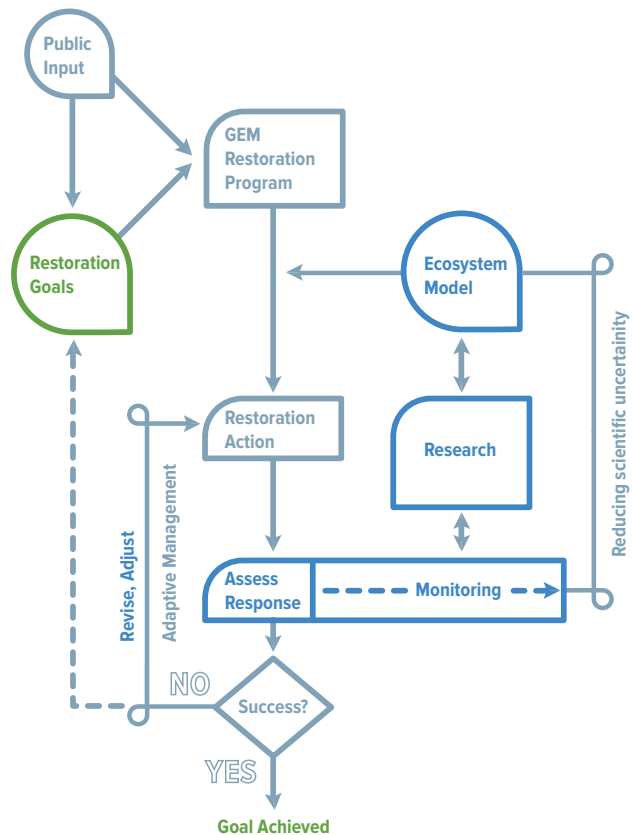 Public
Input
GEM
Restoration
Program
Restoration
Goals
Ecosystem
Model
Reducing scientific uncertainity
Restoration
Action
Research
Revise, Adjust
Adaptive Management
Assess
Response
Monitoring
NO
Success?
YES
Goal Achieved